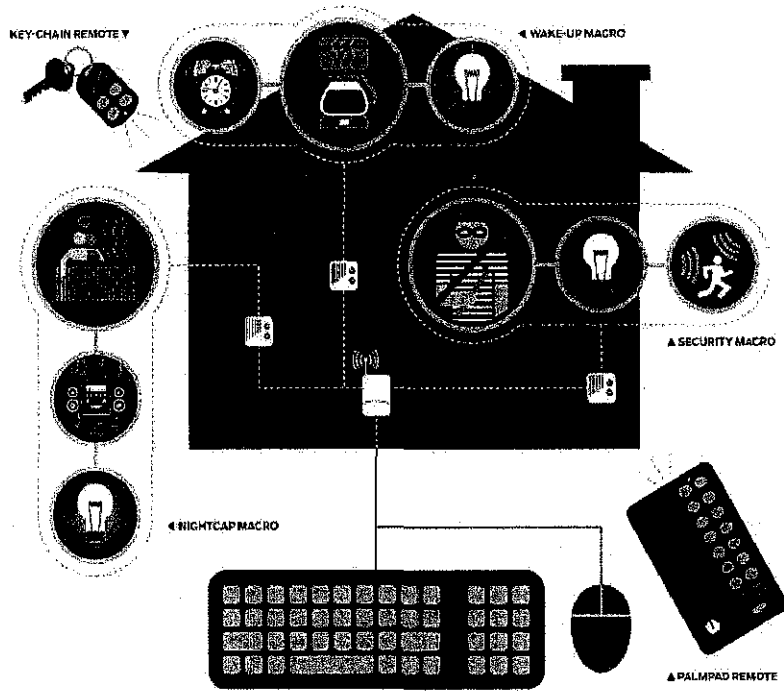 KEY-CHAIN REMOTE ▼
◀ WAKE-UP MACRO
▲ SECURITY MACRO
◀ NIGHTCAP MACRO
▲ PALMPAD REMOTE